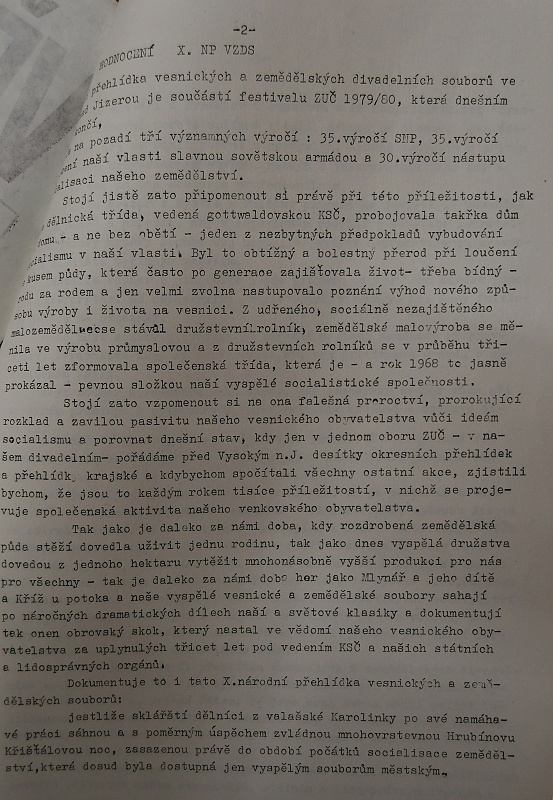 -2-
HODNOCENÍ X. NP VZDS
přehlídka vesnických a zemědělských divadelních souborů ve
Jizerou je součástí festivalu ZUČ 1979/80, která dnešním
končí,
na pozadí tří významných výročí : 35.výročí SNP, 35.výročí
naší vlasti slavnou sovětskou armádou a 30.výročí nástupu
alisaci našeho zemědělství.
Stojí jistě zato připomenout si právě při této příležitosti, jak
dělnická třída, vedená gottwaldovskou KSČ, probojovala takřka dům
domu - a ne bez obětí - jeden z nezbytných předpokladů vybudování
socialismu v naší vlasti. Byl to obtížný a bolestný přerod při loučení
kusem půdy, která často po generace zajišťovala život- třeba bídný -
rodu za rodem a jen velmi zvolna nastupovalo poznání výhod nového způ-
sobu výroby i života na vesnici. Z udřeného, sociálně nezajištěného
malozemědělce se stával družstevní rolník, zemědělské malovýroba se mě-
nila ve výrobu průmyslovou a z družstevních rolníků se v průběhu tři-
ceti let zformovala společenská třída, která je - a rok 1968 to jasně
prokázal - pevnou složkou naší vyspělé socialistické společnosti.
Stojí zato vzpomenout si na ona falešná proroctví, prorokující
rozklad a zavilou pasivitu našeho vesnického obyvatelstva vůči ideám
socialismu a porovnat dnešní stav, kdy jen v jednom oboru ZUČ - v na-
šem divadelním- pořádáme před Vysokým n.J. desítky okresních přehlídek
a přehlídky krajské a kdybychom spočítali všechny ostatní akce, zjistili
bychom, že jsou to každým rokem tisíce příležitostí, v nichž se proje-
vuje společenská aktivita našeho venkovského obyvatelstva.
Tak jako je daleko za námi doba, kdy rozdrobená zemědělská
půda stěží dovedla uživit jednu rodinu, tak jako dnes vyspělá družstva
dovedou z jednoho hektaru vytěžit mnohonásobně vyšší produkci pro nás
pro všechny - tak je daleko za námi doba her jako Mlynář a jeho dítě
a Kříž u potoka a naše vyspělé vesnické a zemědělské soubory sahají
po náročných dramatických dílech naší a světové klasiky a dokumentují
tak onen obrovský skok, který nastal ve vědomí našeho vesnického oby-
vatelstva za uplynulých třicet let pod vedením KSČ a našich státních
a lidosprávných orgánů.
Dokumentuje to i tato X.národní přehlídka vesnických a země-
dělských souborů:
jestliže sklářští dělníci z valašské Karolinky po své namáha-
vé práci sáhnou a s poměrným úspěchem zvládnou mnohovrstevnou Hrubínovu
Křišťálovou noc, zasazenou právě do období počátků socialisace zeměděl-
ství,která dosud byla dostupná jen vyspělým souborům městským.,